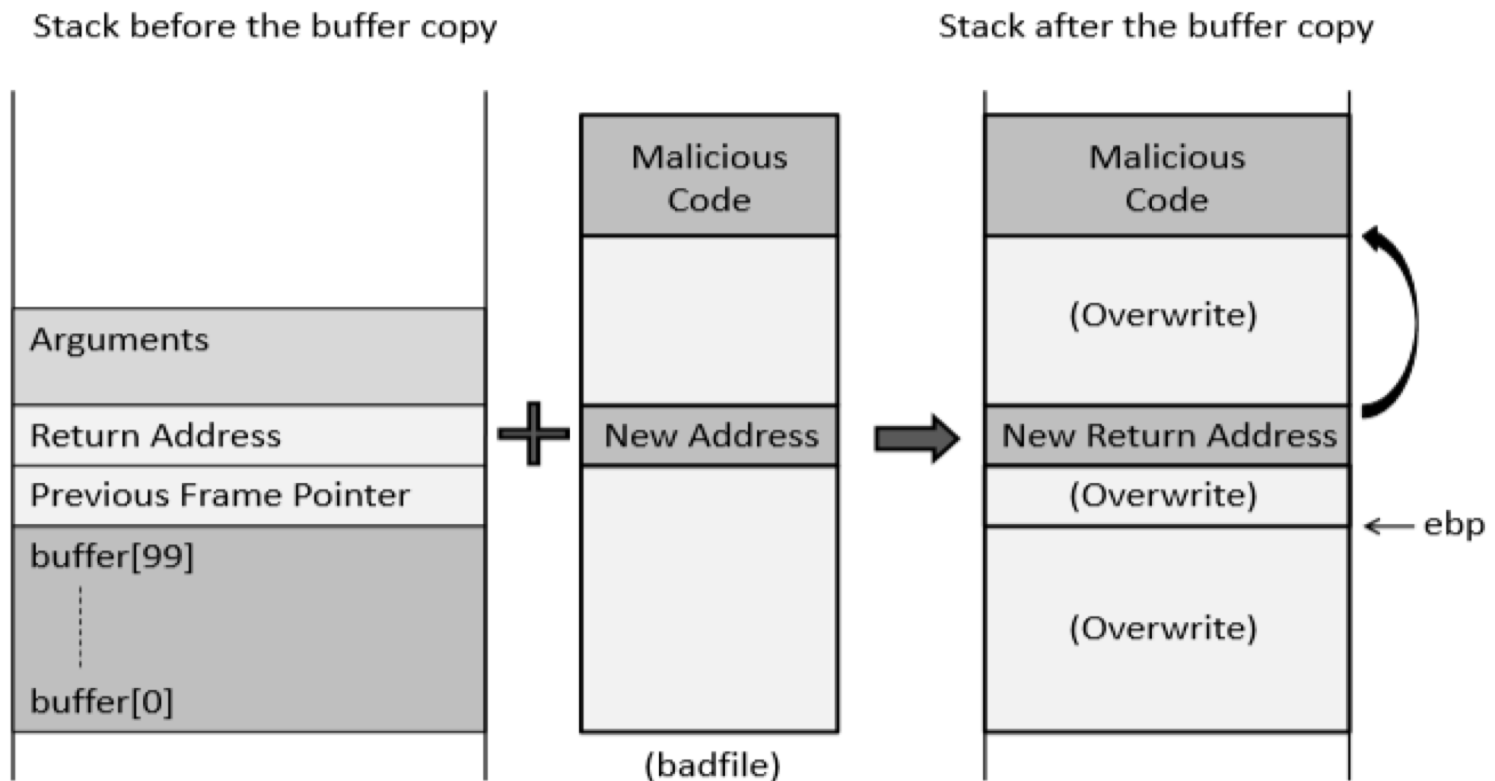 Stack before the buffer copy
Stack after the buffer copy
Arguments
Return Address
Previous Frame Pointer
buffer[99]
buffer[0]
Malicious
Code
New Address
(badfile)
Malicious
Code
(Overwrite)
New Return Address
(Overwrite)
ebp
(Overwrite)